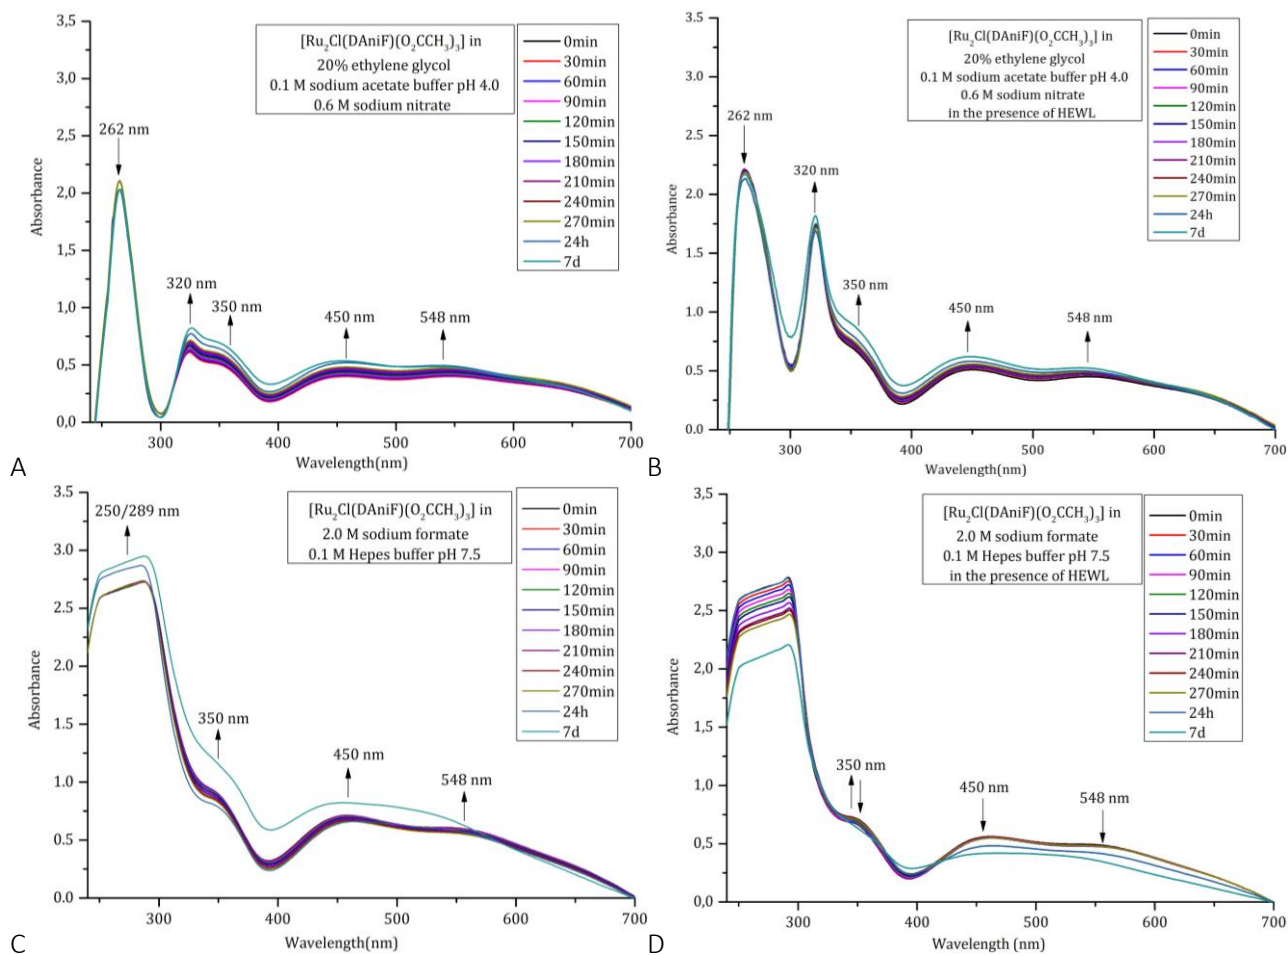 3,5
3,0
2,5
2,0
1,5
1,0
0,5
0,0
Absorbance
300
400
500
600
700
Wavelength(nm)
[Ru₂Cl(DAniF)(O₂CCH₃)₃] in
20% ethylene glycol
0.1 M sodium acetate buffer pH 4.0
0.6 M sodium nitrate
262 nm
320 nm
350 nm
450 nm
548 nm
0min
30min
60min
90min
120min
150min
180min
210min
240min
270min
24h
7d
A
3,5
3,0
2,5
2,0
1,5
1,0
0,5
0,0
Absorbance
300
400
500
600
700
Wavelength(nm)
[Ru₂Cl(DAniF)(O₂CCH₃)₃] in
20% ethylene glycol
0.1 M sodium acetate buffer pH 4.0
0.6 M sodium nitrate
in the presence of HEWL
262 nm
320 nm
350 nm
450 nm
548 nm
0min
30min
60min
90min
120min
150min
180min
210min
240min
270min
24h
7d
B
3.5
3.0
2.5
2.0
1.5
1.0
0.5
0.0
Absorbance
300
400
500
600
700
Wavelength(nm)
[Ru₂Cl(DAniF)(O₂CCH₃)₃] in
2.0 M sodium formate
0.1 M Hepes buffer pH 7.5
250/289 nm
350 nm
450 nm
548 nm
0min
30min
60min
90min
120min
150min
180min
210min
240min
270min
24h
7d
C
3,5
3,0
2,5
2,0
1,5
1,0
0,5
0,0
Absorbance
300
400
500
600
700
Wavelength (nm)
[Ru₂Cl(DAniF)(O₂CCH₃)₃] in
2.0 M sodium formate
0.1 M Hepes buffer pH 7.5
in the presence of HEWL
350 nm
450 nm
548 nm
0min
30min
60min
90min
120min
150min
180min
210min
240min
270min
24h
7d
D